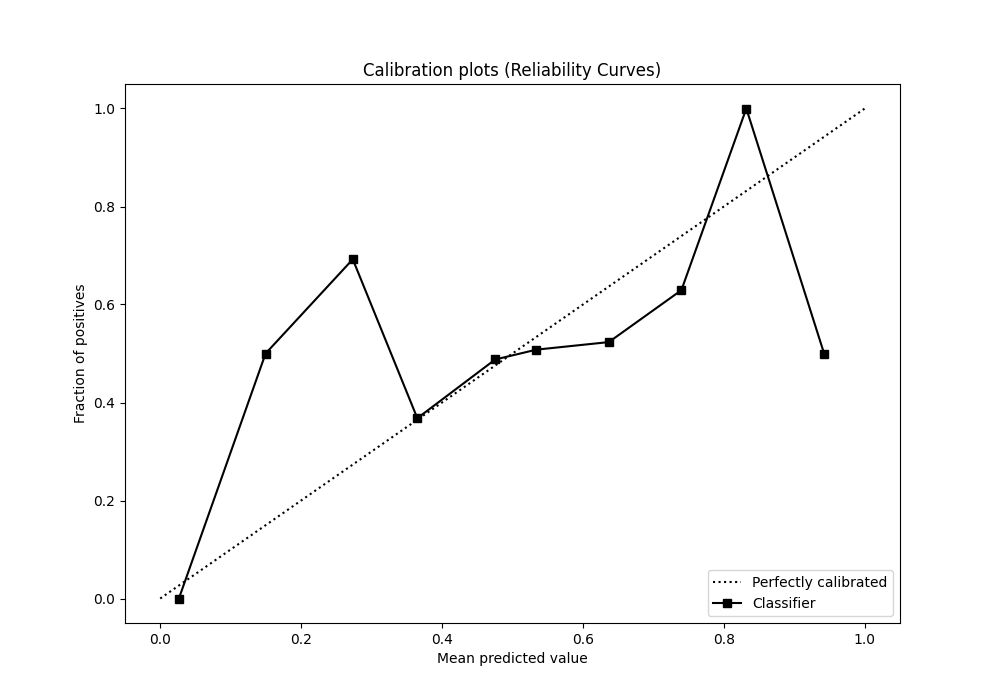 Calibration plots (Reliability Curves)
Fraction of positives
1.0
0.8
0.6
0.4
0.2
0.0
0.0 0.2 0.4 0.6 0.8 1.0
Mean predicted value
Perfectly calibrated
Classifier